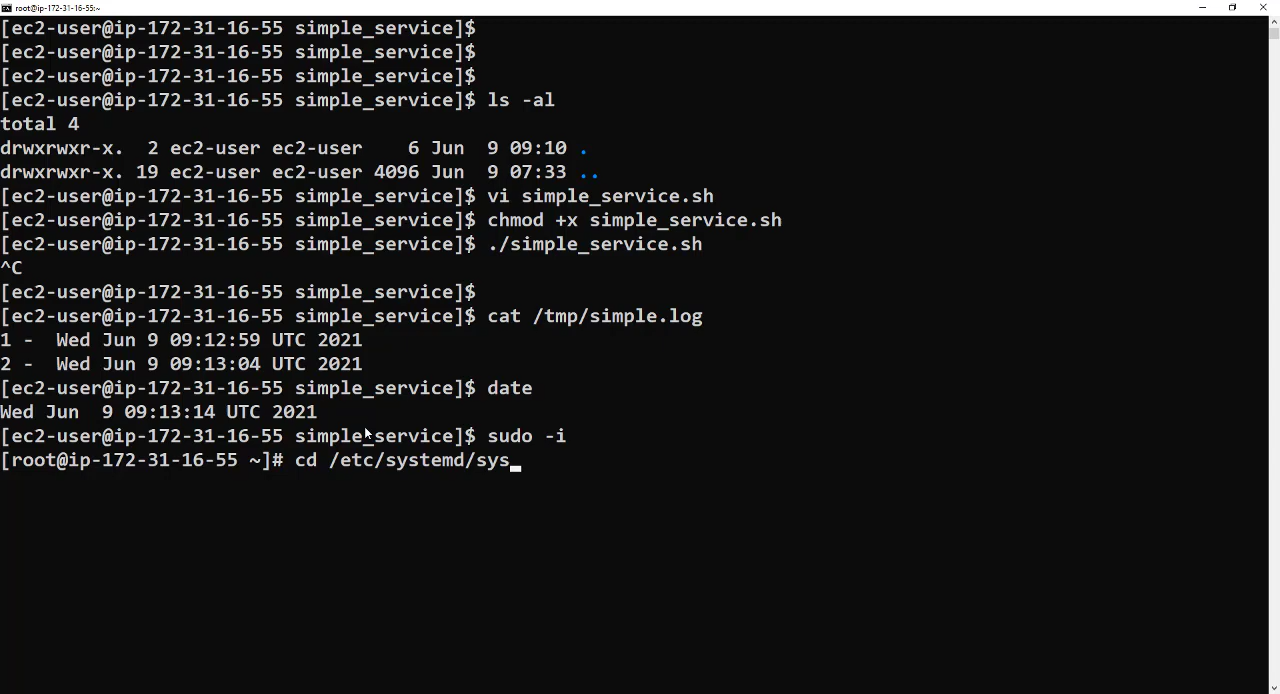 root@ip-172-31-16-55:~
[ec2-user@ip-172-31-16-55 simple_service]$
[ec2-user@ip-172-31-16-55 simple_service]$
[ec2-user@ip-172-31-16-55 simple_service]$
[ec2-user@ip-172-31-16-55 simple_service]$ ls -al
total 4
drwxrwxr-x.  2 ec2-user ec2-user    6 Jun  9 09:10 .
drwxrwxr-x. 19 ec2-user ec2-user 4096 Jun  9 07:33 ..
[ec2-user@ip-172-31-16-55 simple_service]$ vi simple_service.sh
[ec2-user@ip-172-31-16-55 simple_service]$ chmod +x simple_service.sh
[ec2-user@ip-172-31-16-55 simple_service]$ ./simple_service.sh
^C
[ec2-user@ip-172-31-16-55 simple_service]$
[ec2-user@ip-172-31-16-55 simple_service]$ cat /tmp/simple.log
1 -  Wed Jun 9 09:12:59 UTC 2021
2 -  Wed Jun 9 09:13:04 UTC 2021
[ec2-user@ip-172-31-16-55 simple_service]$ date
Wed Jun  9 09:13:14 UTC 2021
[ec2-user@ip-172-31-16-55 simple_service]$ sudo -i
[root@ip-172-31-16-55 ~]# cd /etc/systemd/sys